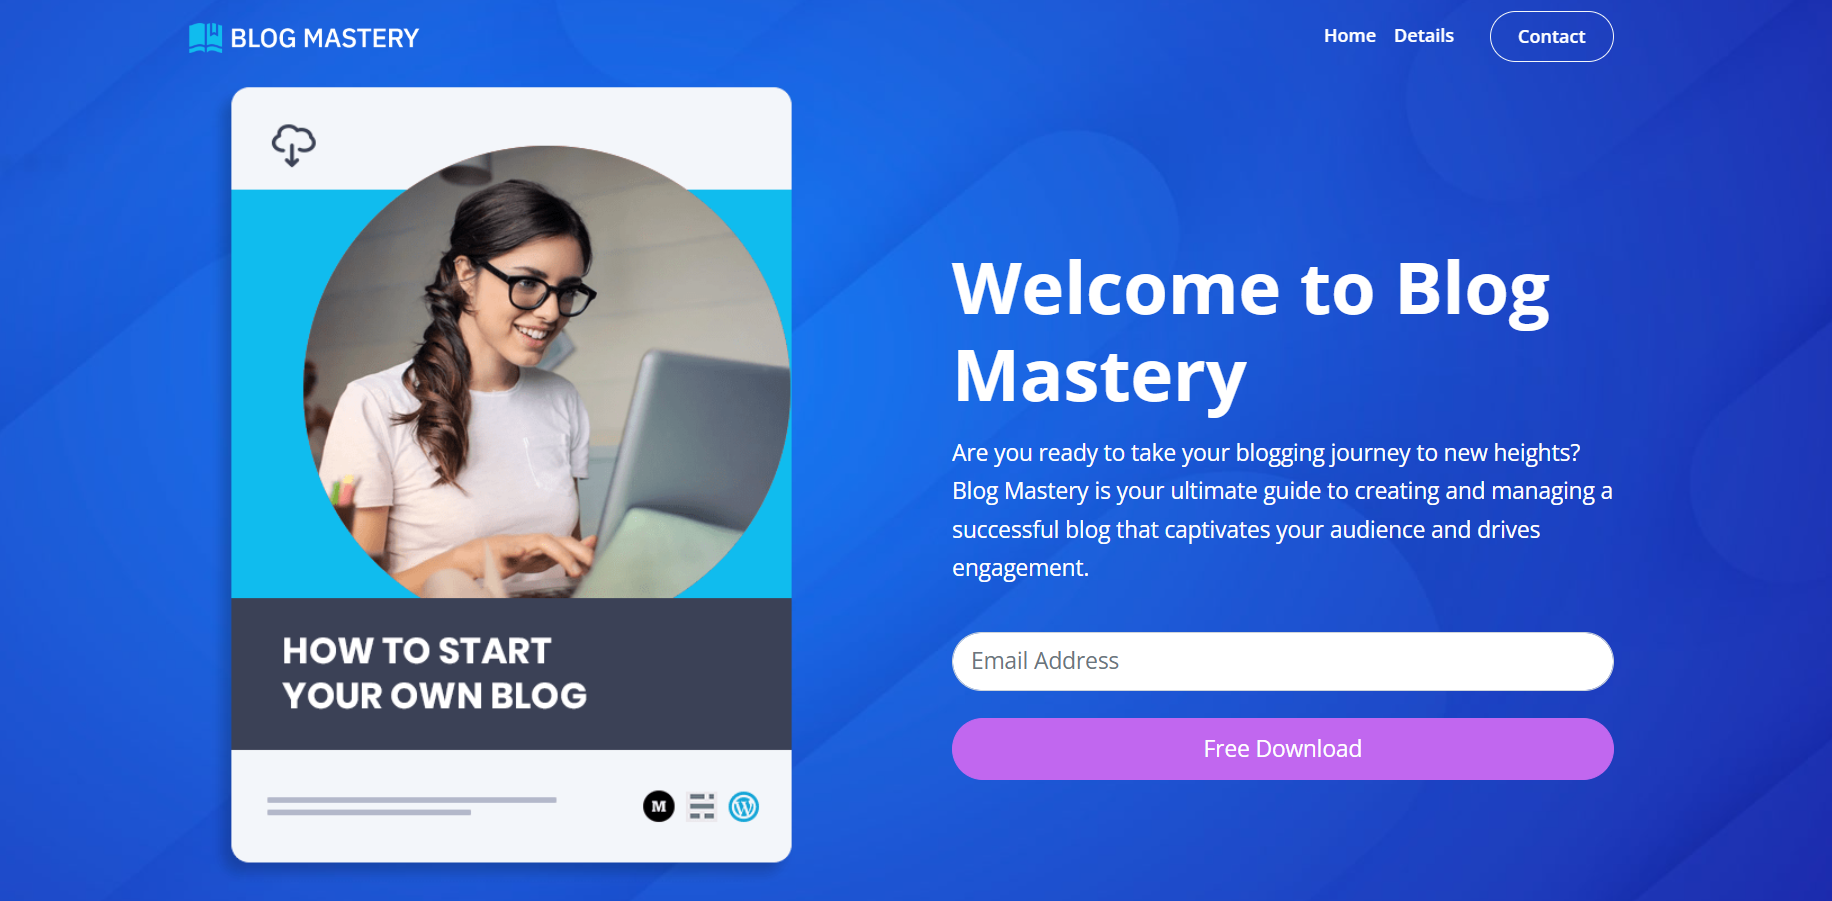 BLOG MASTERY
Home Details Contact
HOW TO START
YOUR OWN BLOG
M
W
Welcome to Blog
Mastery
Are you ready to take your blogging journey to new heights?
Blog Mastery is your ultimate guide to creating and managing a
successful blog that captivates your audience and drives
engagement.
Email Address
Free Download